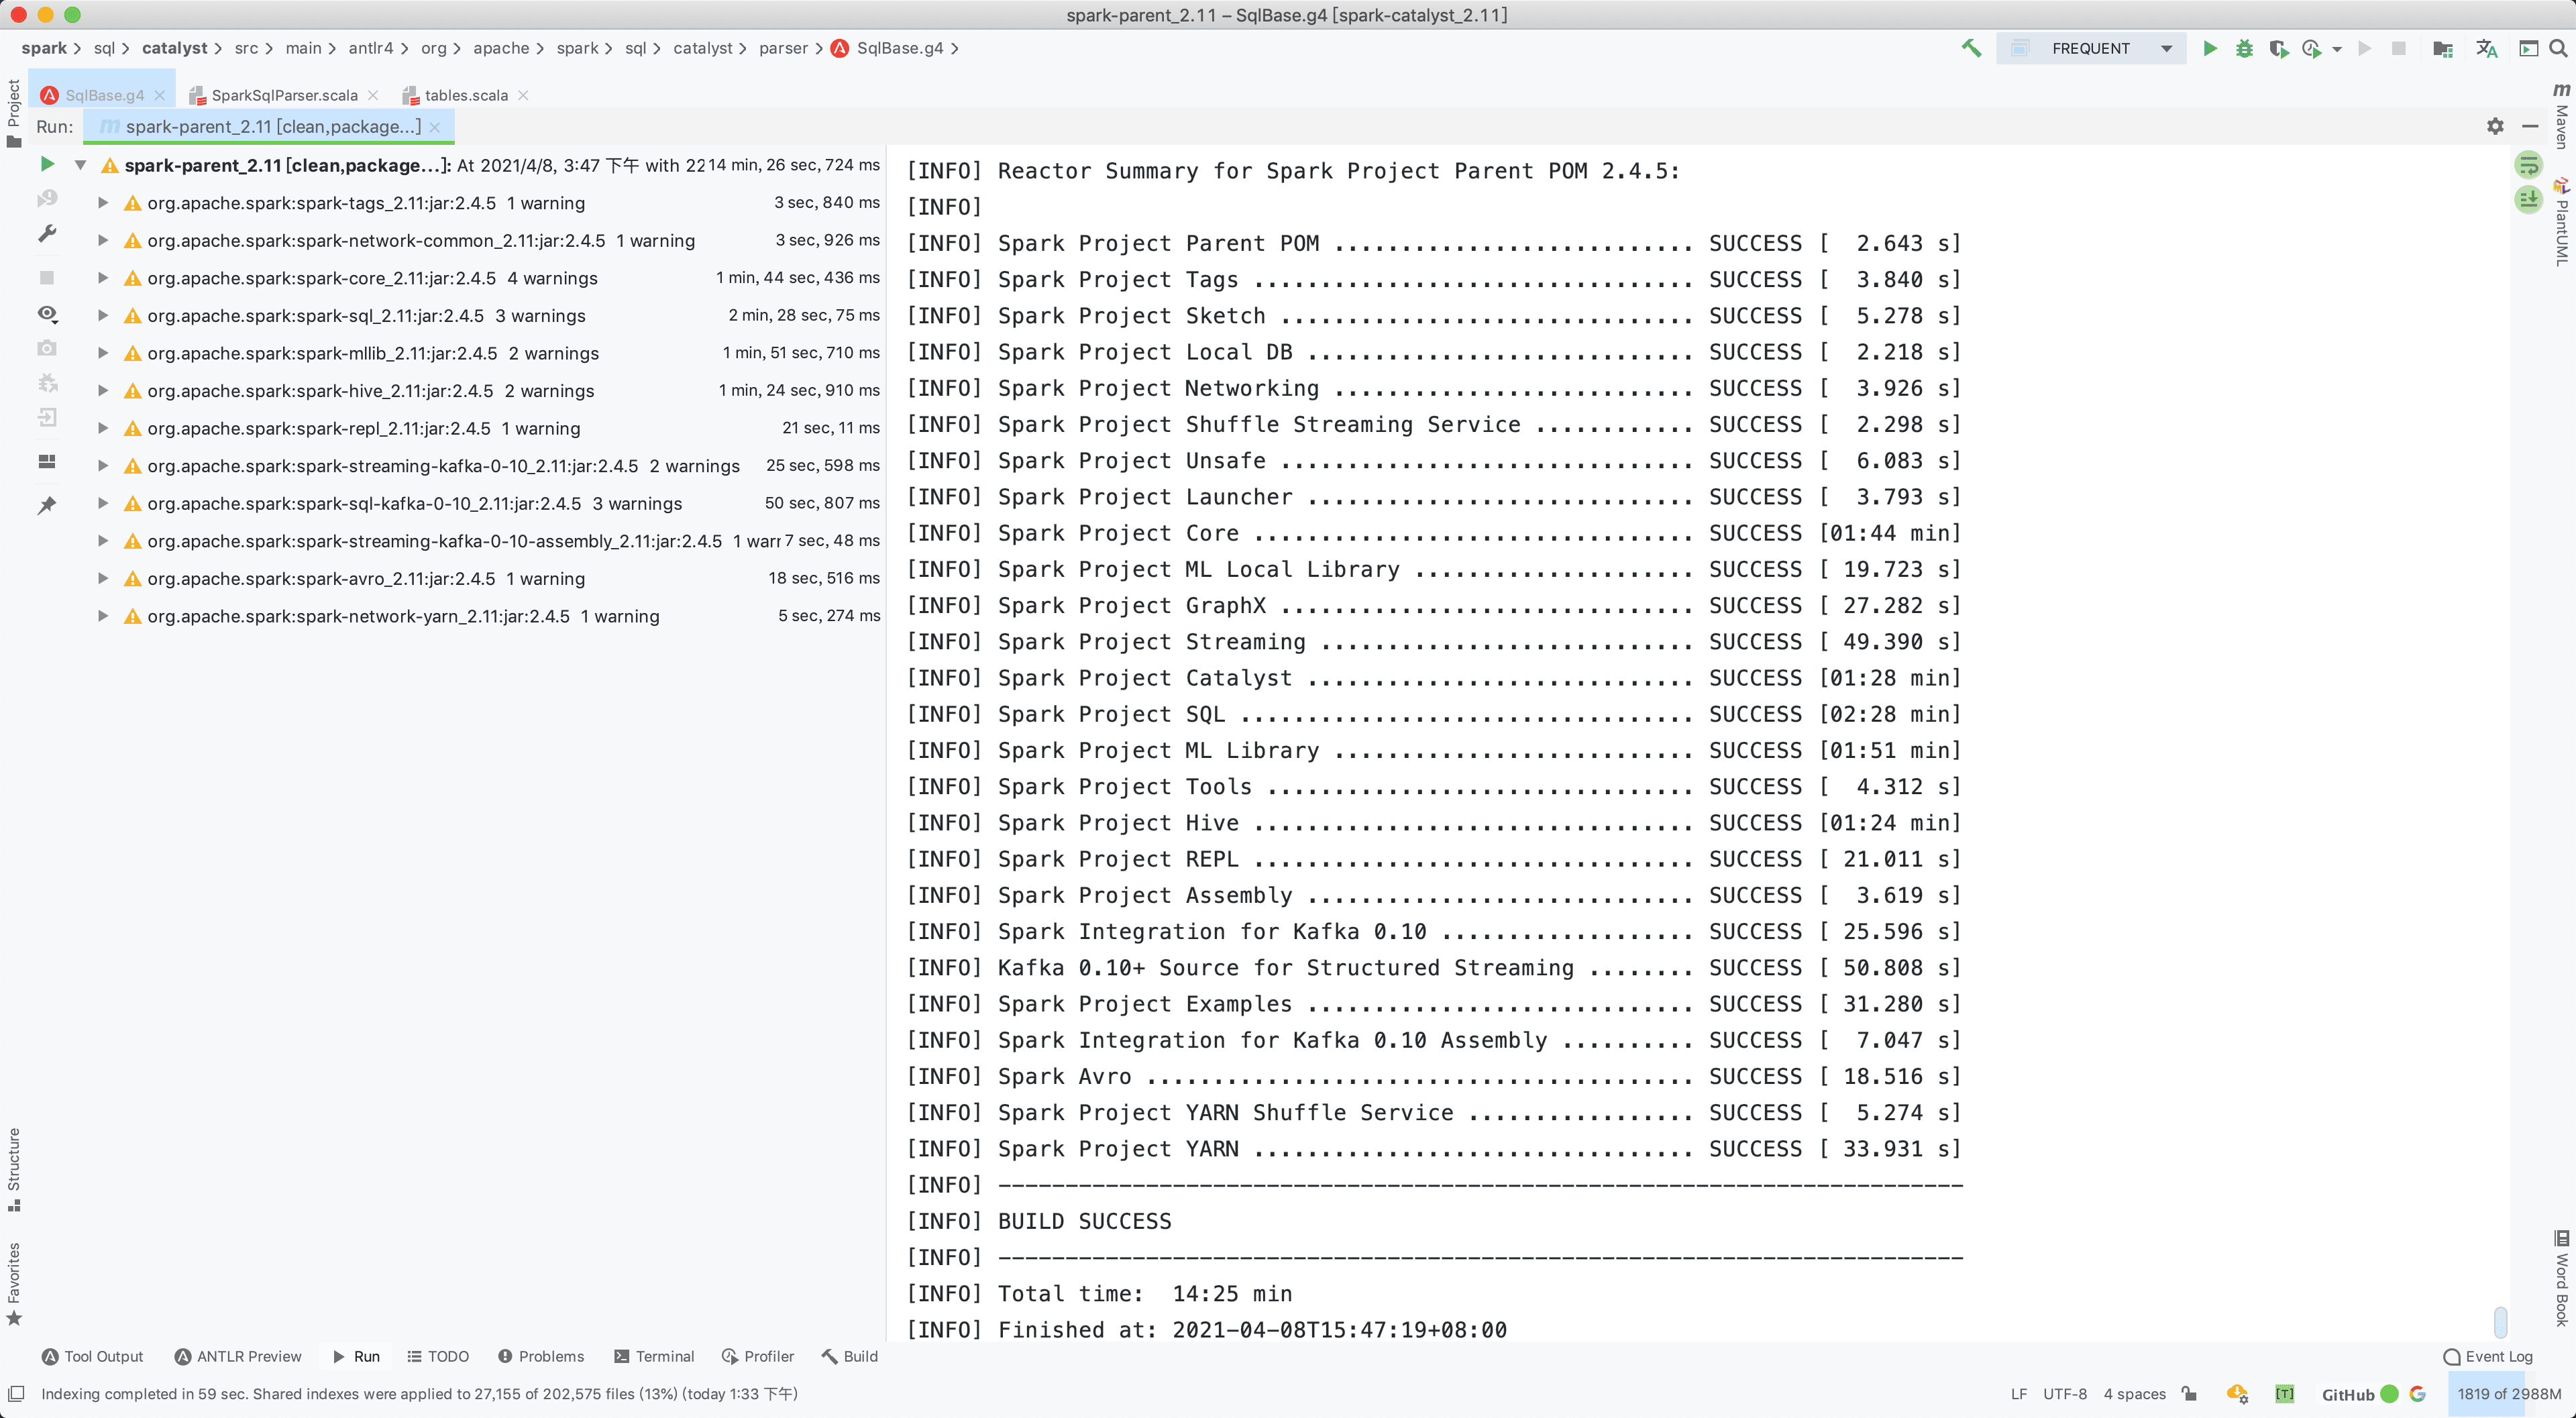 spark-parent_2.11 – SqlBase.g4 [spark-catalyst_2.11]
spark sql catalyst src main antlr4 org apache spark sql catalyst parser SqlBase.g4
FREQUENT
SqlBase.g4 SparkSqlParser.scala tables.scala
Run: spark-parent_2.11 [clean,package...]
spark-parent_2.11 [clean,package...]: At 2021/4/8, 3:47 下午 with 22 14 min, 26 sec, 724 ms
org.apache.spark:spark-tags_2.11:jar:2.4.5 1 warning 3 sec, 840 ms
org.apache.spark:spark-network-common_2.11:jar:2.4.5 1 warning 3 sec, 926 ms
org.apache.spark:spark-core_2.11:jar:2.4.5 4 warnings 1 min, 44 sec, 436 ms
org.apache.spark:spark-sql_2.11:jar:2.4.5 3 warnings 2 min, 28 sec, 75 ms
org.apache.spark:spark-mllib_2.11:jar:2.4.5 2 warnings 1 min, 51 sec, 710 ms
org.apache.spark:spark-hive_2.11:jar:2.4.5 2 warnings 1 min, 24 sec, 910 ms
org.apache.spark:spark-repl_2.11:jar:2.4.5 1 warning 21 sec, 11 ms
org.apache.spark:spark-streaming-kafka-0-10_2.11:jar:2.4.5 2 warnings 25 sec, 598 ms
org.apache.spark:spark-sql-kafka-0-10_2.11:jar:2.4.5 3 warnings 50 sec, 807 ms
org.apache.spark:spark-streaming-kafka-0-10-assembly_2.11:jar:2.4.5 1 warr 7 sec, 48 ms
org.apache.spark:spark-avro_2.11:jar:2.4.5 1 warning 18 sec, 516 ms
org.apache.spark:spark-network-yarn_2.11:jar:2.4.5 1 warning 5 sec, 274 ms
[INFO] Reactor Summary for Spark Project Parent POM 2.4.5:
[INFO]
[INFO] Spark Project Parent POM ........................... SUCCESS [  2.643 s]
[INFO] Spark Project Tags ................................. SUCCESS [  3.840 s]
[INFO] Spark Project Sketch ............................... SUCCESS [  5.278 s]
[INFO] Spark Project Local DB ............................. SUCCESS [  2.218 s]
[INFO] Spark Project Networking ........................... SUCCESS [  3.926 s]
[INFO] Spark Project Shuffle Streaming Service ............ SUCCESS [  2.298 s]
[INFO] Spark Project Unsafe ............................... SUCCESS [  6.083 s]
[INFO] Spark Project Launcher ............................. SUCCESS [  3.793 s]
[INFO] Spark Project Core ................................. SUCCESS [01:44 min]
[INFO] Spark Project ML Local Library ..................... SUCCESS [ 19.723 s]
[INFO] Spark Project GraphX ............................... SUCCESS [ 27.282 s]
[INFO] Spark Project Streaming ............................ SUCCESS [ 49.390 s]
[INFO] Spark Project Catalyst ............................. SUCCESS [01:28 min]
[INFO] Spark Project SQL .................................. SUCCESS [02:28 min]
[INFO] Spark Project ML Library ........................... SUCCESS [01:51 min]
[INFO] Spark Project Tools ................................ SUCCESS [  4.312 s]
[INFO] Spark Project Hive ................................. SUCCESS [01:24 min]
[INFO] Spark Project REPL ................................. SUCCESS [ 21.011 s]
[INFO] Spark Project Assembly ............................. SUCCESS [  3.619 s]
[INFO] Spark Integration for Kafka 0.10 ................... SUCCESS [ 25.596 s]
[INFO] Kafka 0.10+ Source for Structured Streaming ........ SUCCESS [ 50.808 s]
[INFO] Spark Project Examples ............................. SUCCESS [ 31.280 s]
[INFO] Spark Integration for Kafka 0.10 Assembly .......... SUCCESS [  7.047 s]
[INFO] Spark Avro ......................................... SUCCESS [ 18.516 s]
[INFO] Spark Project YARN Shuffle Service ................. SUCCESS [  5.274 s]
[INFO] Spark Project YARN ................................. SUCCESS [ 33.931 s]
[INFO] ------------------------------------------------------------------------
[INFO] BUILD SUCCESS
[INFO] ------------------------------------------------------------------------
[INFO] Total time:  14:25 min
[INFO] Finished at: 2021-04-08T15:47:19+08:00
Project
Structure
Favorites
Maven
PlantUML
Word Book
Tool Output ANTLR Preview Run TODO Problems Terminal Profiler Build Event Log
Indexing completed in 59 sec. Shared indexes were applied to 27,155 of 202,575 files (13%) (today 1:33 下午) LF UTF-8 4 spaces [T] GitHub 1819 of 2988M